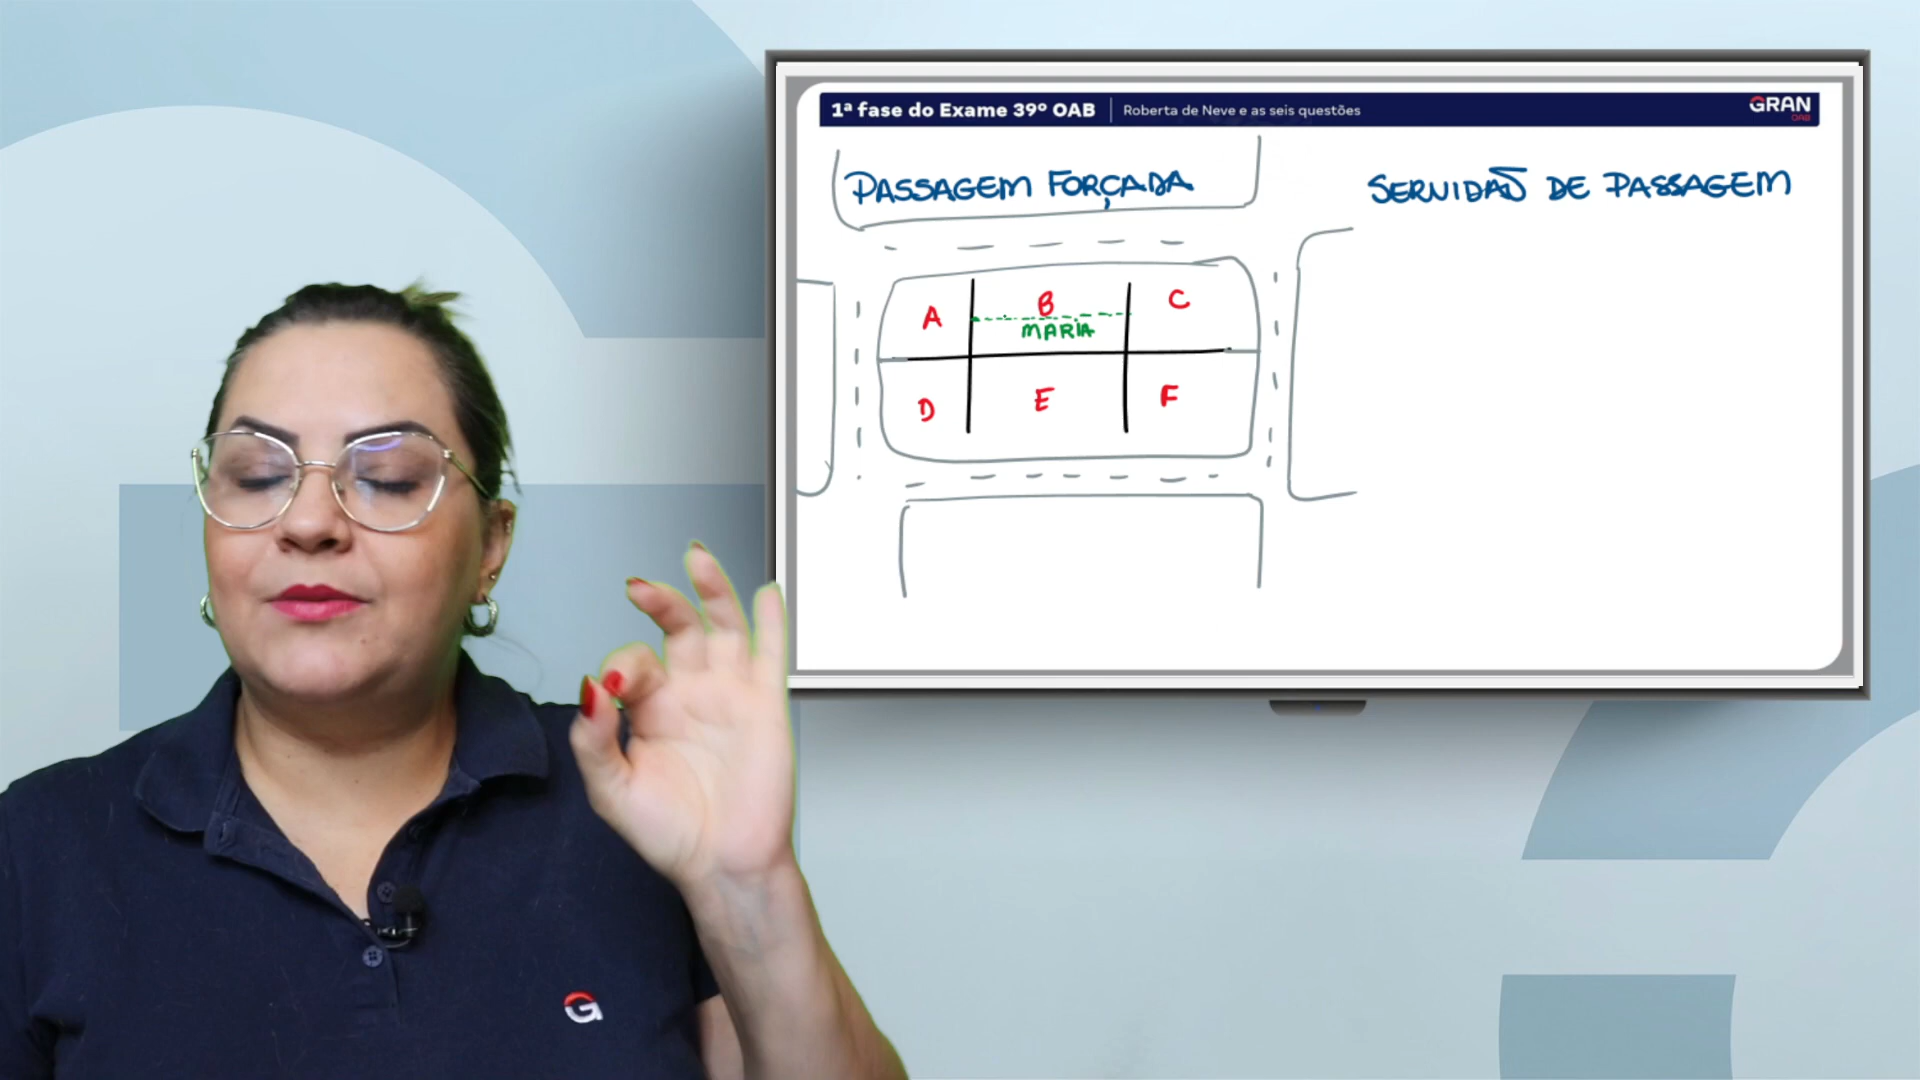 1ª fase do Exame 39º OAB | Roberta de Neve e as seis questões
GRAN
OAB
PASSAGEM FORÇADA
SERVIDÃO DE PASSAGEM
A B C
MARIA
D E F
G